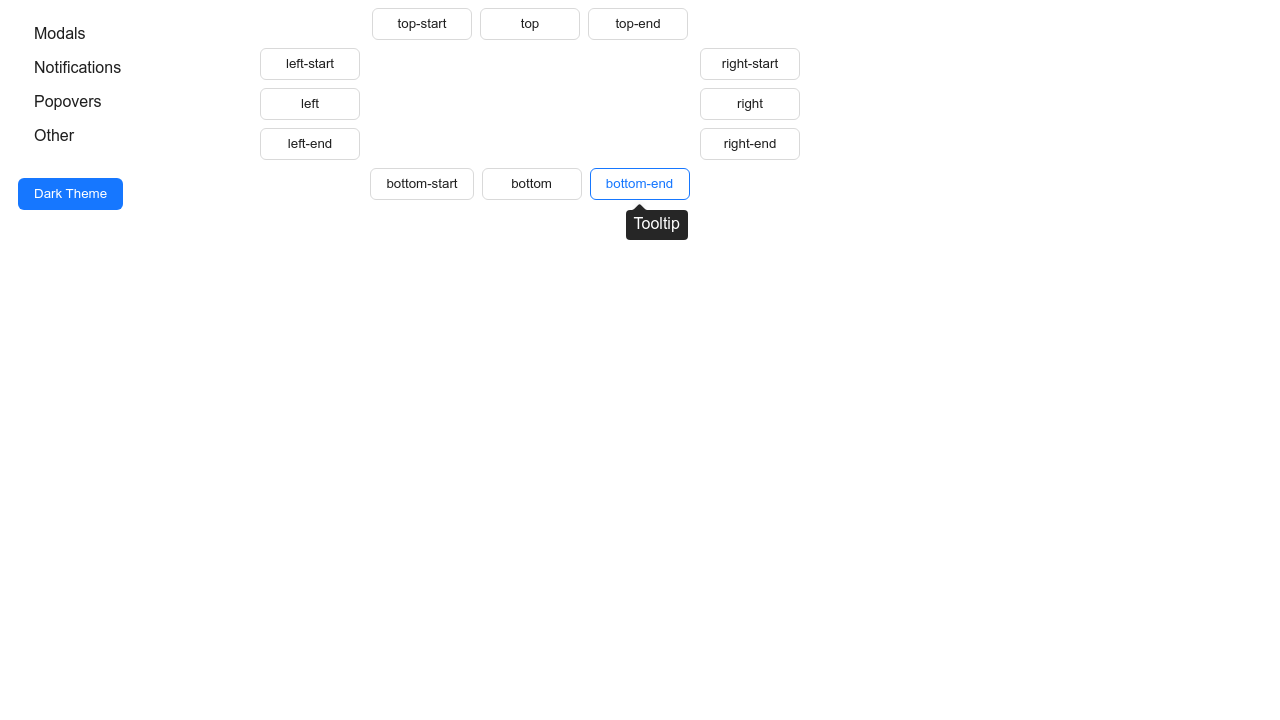 Modals
Notifications
Popovers
Other
Dark Theme
top-start
top
top-end
left-start
right-start
left
right
left-end
right-end
bottom-start
bottom
bottom-end
Tooltip